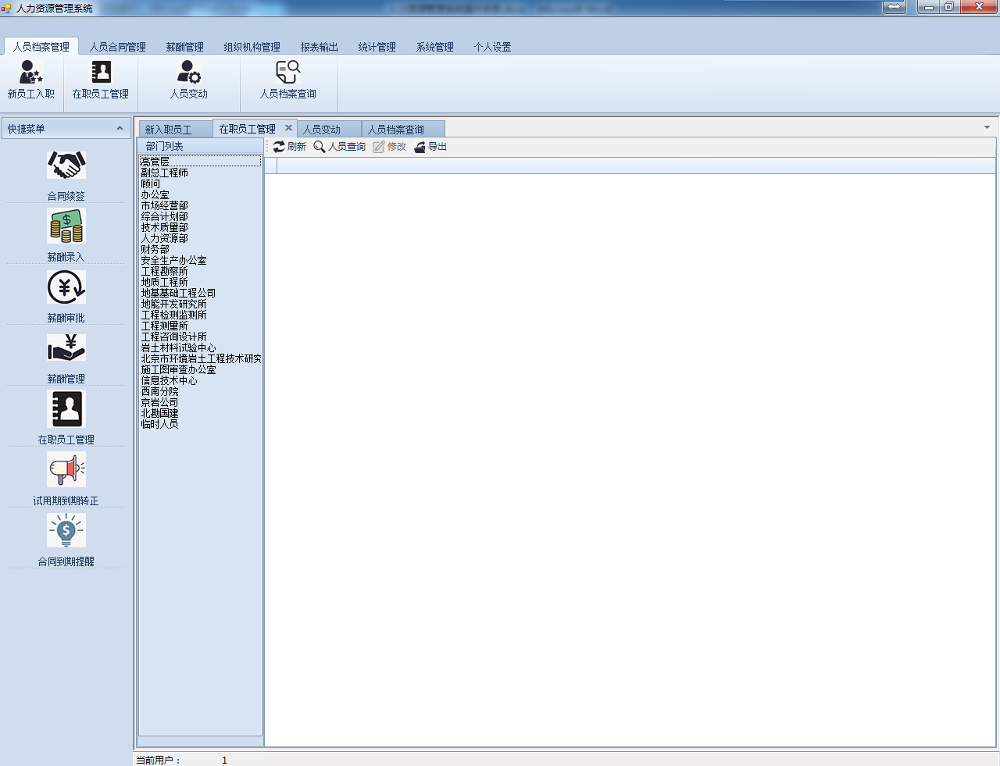 人力资源管理系统
人员档案管理 人员合同管理 薪酬管理 组织机构管理 报表输出 统计管理 系统管理 个人设置
新员工入职 在职员工管理 人员变动 人员档案查询
快捷菜单
合同续签
薪酬录入
薪酬审批
薪酬管理
在职员工管理
试用期到期转正
合同到期提醒
新入职员工 在职员工管理 人员变动 人员档案查询
部门列表
刷新 人员查询 修改 导出
高管层
副总工程师
顾问
办公室
市场经营部
综合计划部
技术质量部
人力资源部
财务部
安全生产办公室
工程勘察所
地质工程所
地基基础工程公司
地能开发研究所
工程检测监测所
工程测量所
工程咨询设计所
岩土材料试验中心
北京市环境岩土工程技术研究
施工图审查办公室
信息技术中心
西南分院
京岩公司
北勘国建
临时人员
当前用户： 1